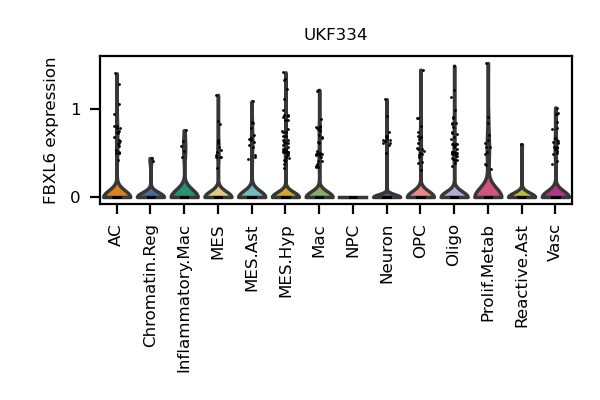 UKF334
FBXL6 expression
1
0
AC
Chromatin.Reg
Inflammatory.Mac
MES
MES.Ast
MES.Hyp
Mac
NPC
Neuron
OPC
Oligo
Prolif.Metab
Reactive.Ast
Vasc